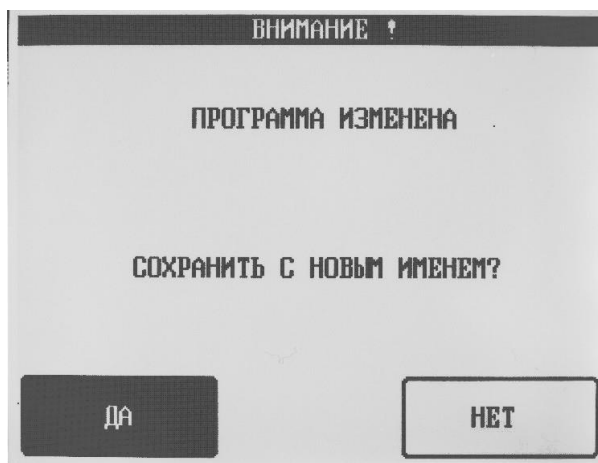 ВНИМАНИЕ !
ПРОГРАММА ИЗМЕНЕНА
СОХРАНИТЬ С НОВЫМ ИМЕНЕМ?
ДА
НЕТ